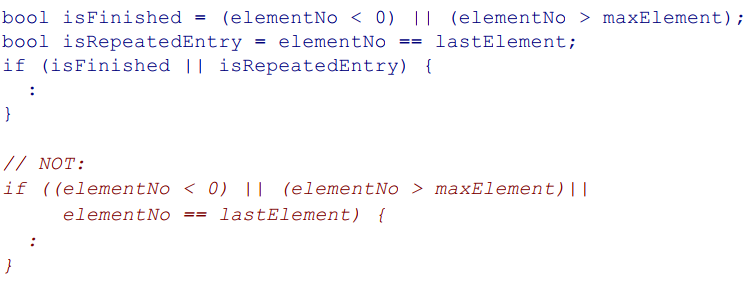 bool isFinished = (elementNo < 0) || (elementNo > maxElement);
bool isRepeatedEntry = elementNo == lastElement;
if (isFinished || isRepeatedEntry) {
  :
}

// NOT:
if ((elementNo < 0) || (elementNo > maxElement)||
    elementNo == lastElement) {
  :
}